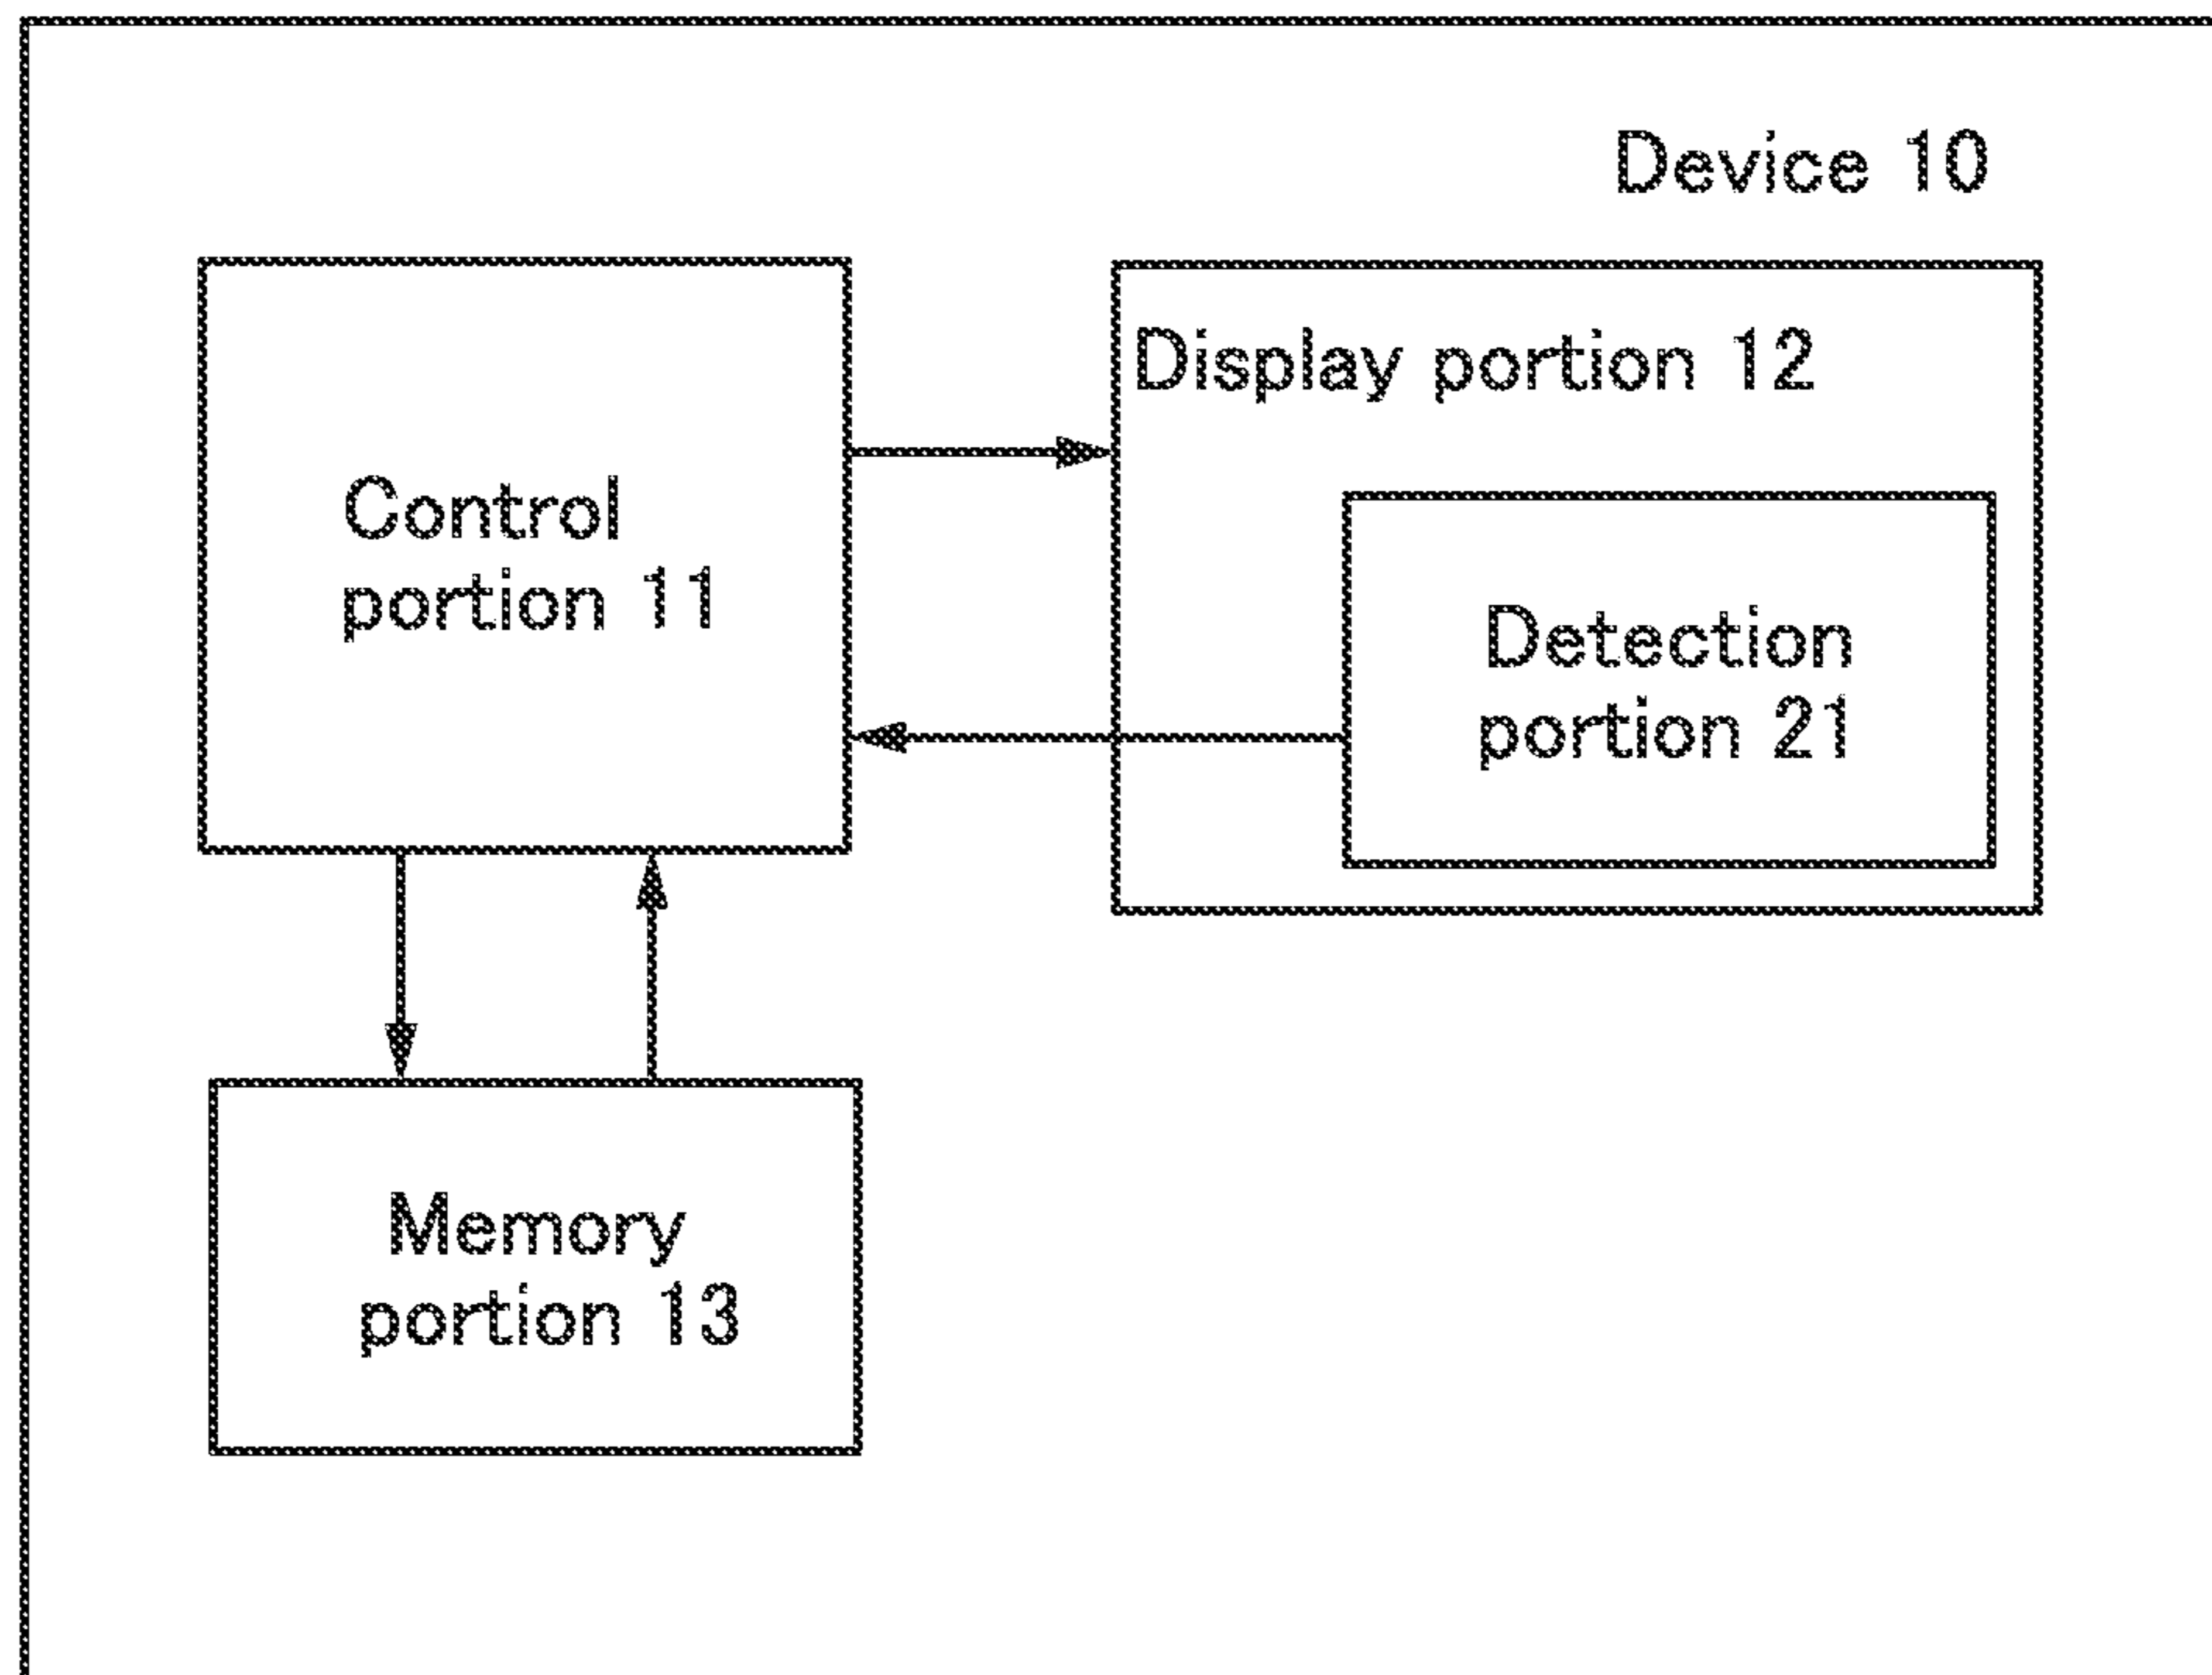 Device 10
Display portion 12
Control
portion 11
Detection
portion 21
Memory
portion 13